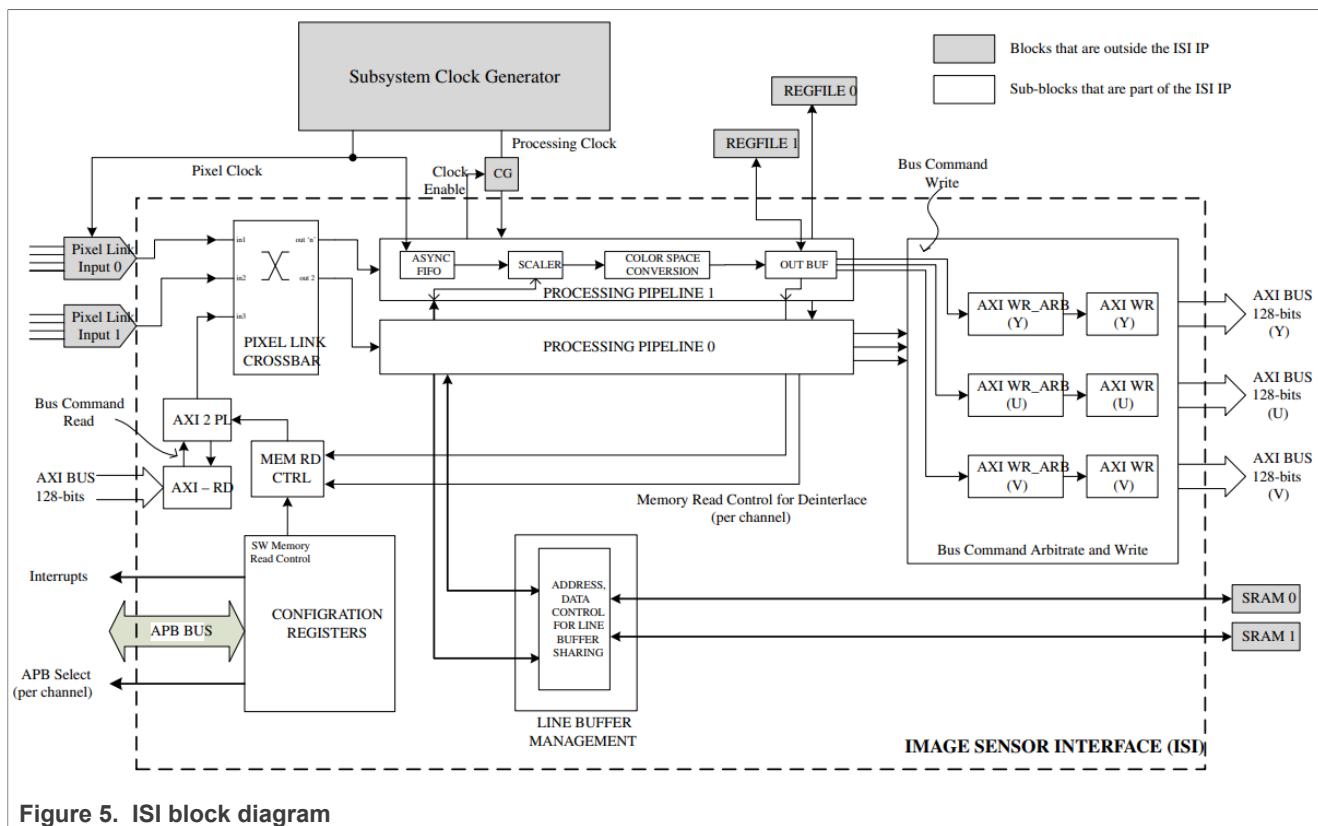 Subsystem Clock Generator
Blocks that are outside the ISI IP
Sub-blocks that are part of the ISI IP
REGFILE 0
REGFILE 1
Processing Clock
Pixel Clock
Clock
Enable
CG
Bus Command
Write
Pixel Link
Input 0
Pixel Link
Input 1
in1
out 'n'
in2
out 2
in3
PIXEL LINK
CROSSBAR
ASYNC
FIFO
SCALER
COLOR SPACE
CONVERSION
OUT BUF
PROCESSING PIPELINE 1
PROCESSING PIPELINE 0
AXI WR_ARB
(Y)
AXI WR
(Y)
AXI BUS
128-bits
(Y)
AXI WR_ARB
(U)
AXI WR
(U)
AXI BUS
128-bits
(U)
AXI WR_ARB
(V)
AXI WR
(V)
AXI BUS
128-bits
(V)
Bus Command Arbitrate and Write
Bus Command
Read
AXI 2 PL
AXI BUS
128-bits
AXI – RD
MEM RD
CTRL
Memory Read Control for Deinterlace
(per channel)
SW Memory
Read Control
CONFIGRATION
REGISTERS
Interrupts
APB BUS
APB Select
(per channel)
ADDRESS,
DATA
CONTROL
FOR LINE
BUFFER
SHARING
LINE BUFFER
MANAGEMENT
SRAM 0
SRAM 1
IMAGE SENSOR INTERFACE (ISI)
Figure 5. ISI block diagram